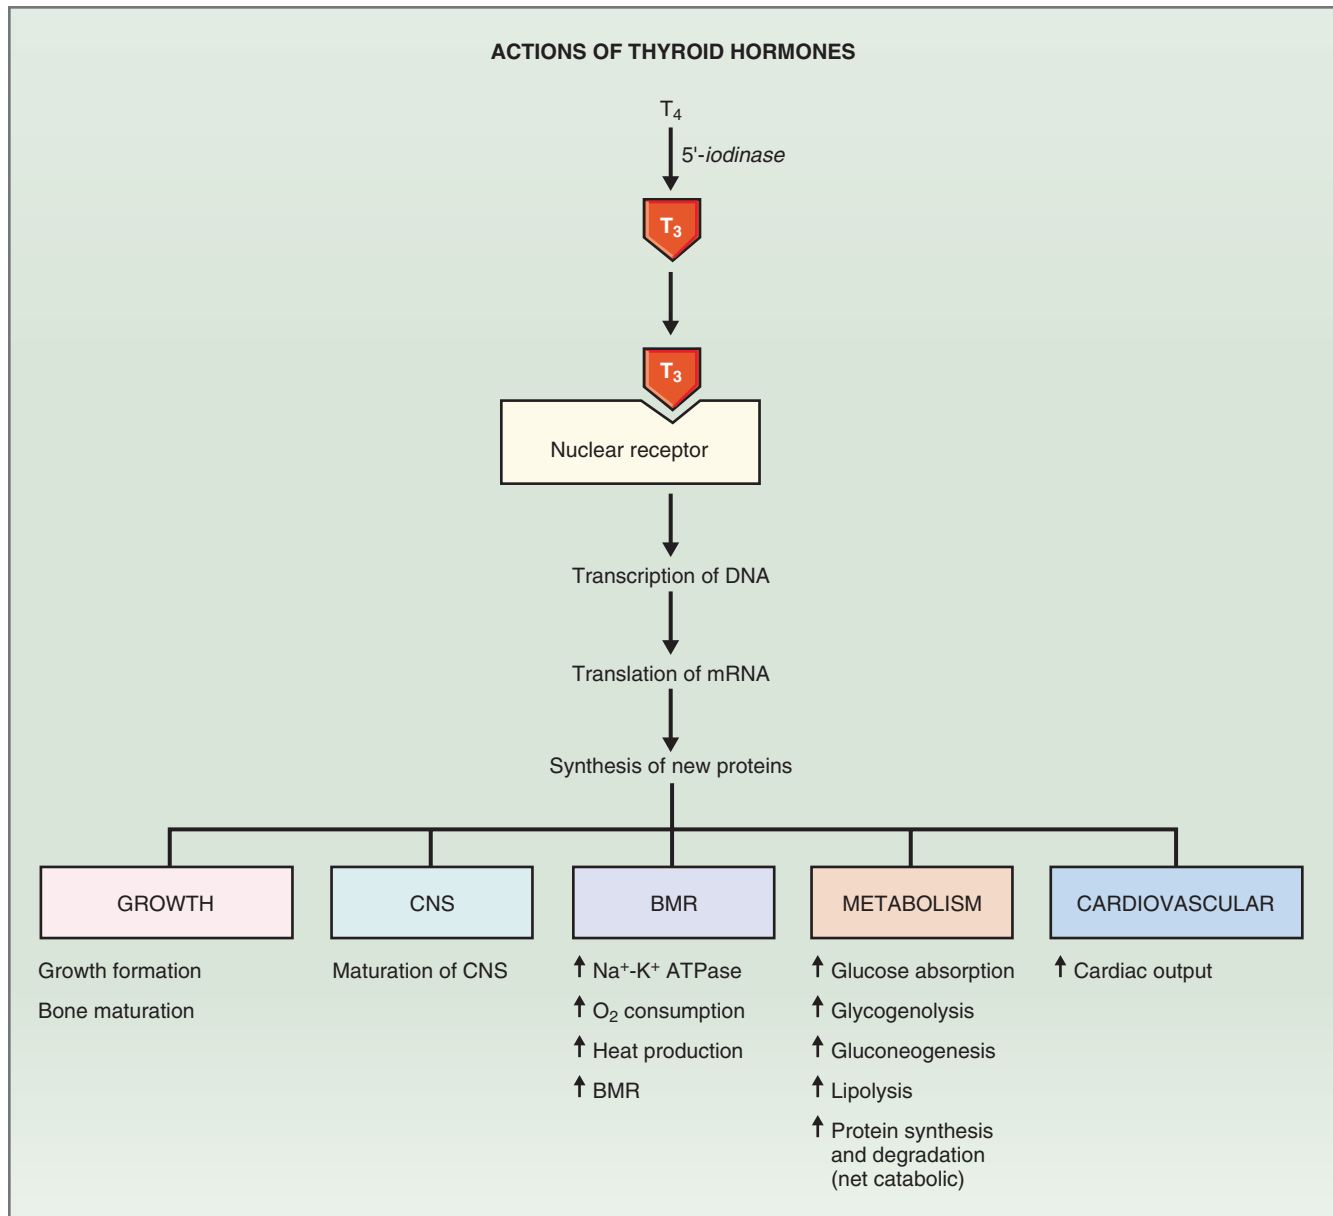 ACTIONS OF THYROID HORMONES
T₄
5'-iodinase
T₃
T₃
Nuclear receptor
Transcription of DNA
Translation of mRNA
Synthesis of new proteins
GROWTH
Growth formation
Bone maturation
CNS
Maturation of CNS
BMR
↑ Na⁺-K⁺ ATPase
↑ O₂ consumption
↑ Heat production
↑ BMR
METABOLISM
↑ Glucose absorption
↑ Glycogenolysis
↑ Gluconeogenesis
↑ Lipolysis
↑ Protein synthesis
and degradation
(net catabolic)
CARDIOVASCULAR
↑ Cardiac output